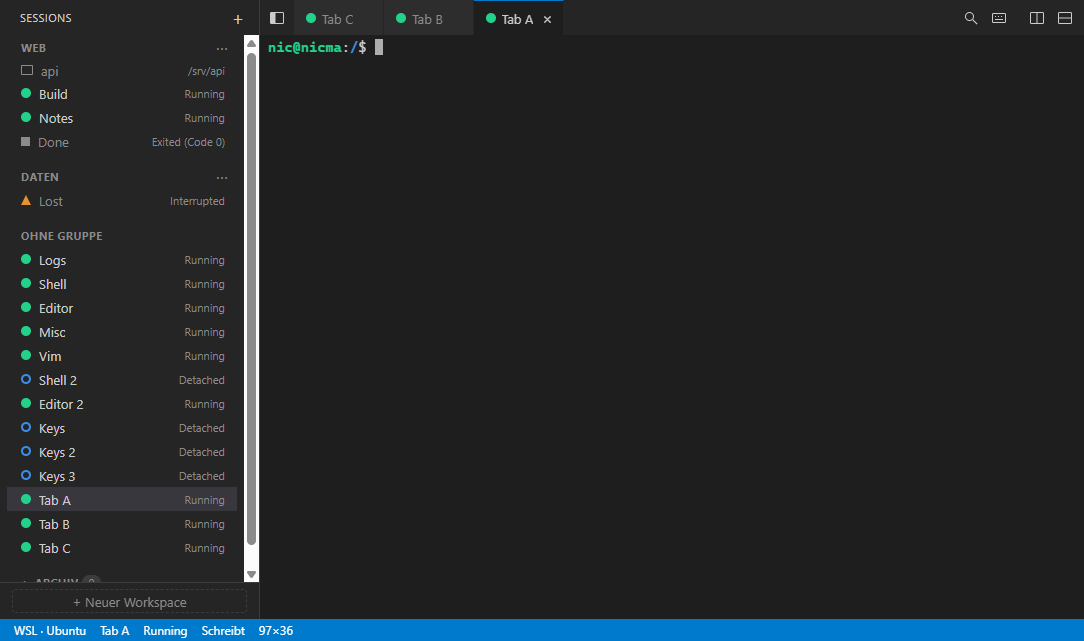 SESSIONS +
Tab C
Tab B
Tab A ×
WEB ...
api /srv/api
Build Running
Notes Running
Done Exited (Code 0)
DATEN ...
Lost Interrupted
OHNE GRUPPE
Logs Running
Shell Running
Editor Running
Misc Running
Vim Running
Shell 2 Detached
Editor 2 Running
Keys Detached
Keys 2 Detached
Keys 3 Detached
Tab A Running
Tab B Running
Tab C Running
ARCHIV
+ Neuer Workspace
nic@nicma:/$
WSL · Ubuntu Tab A Running Schreibt 97×36